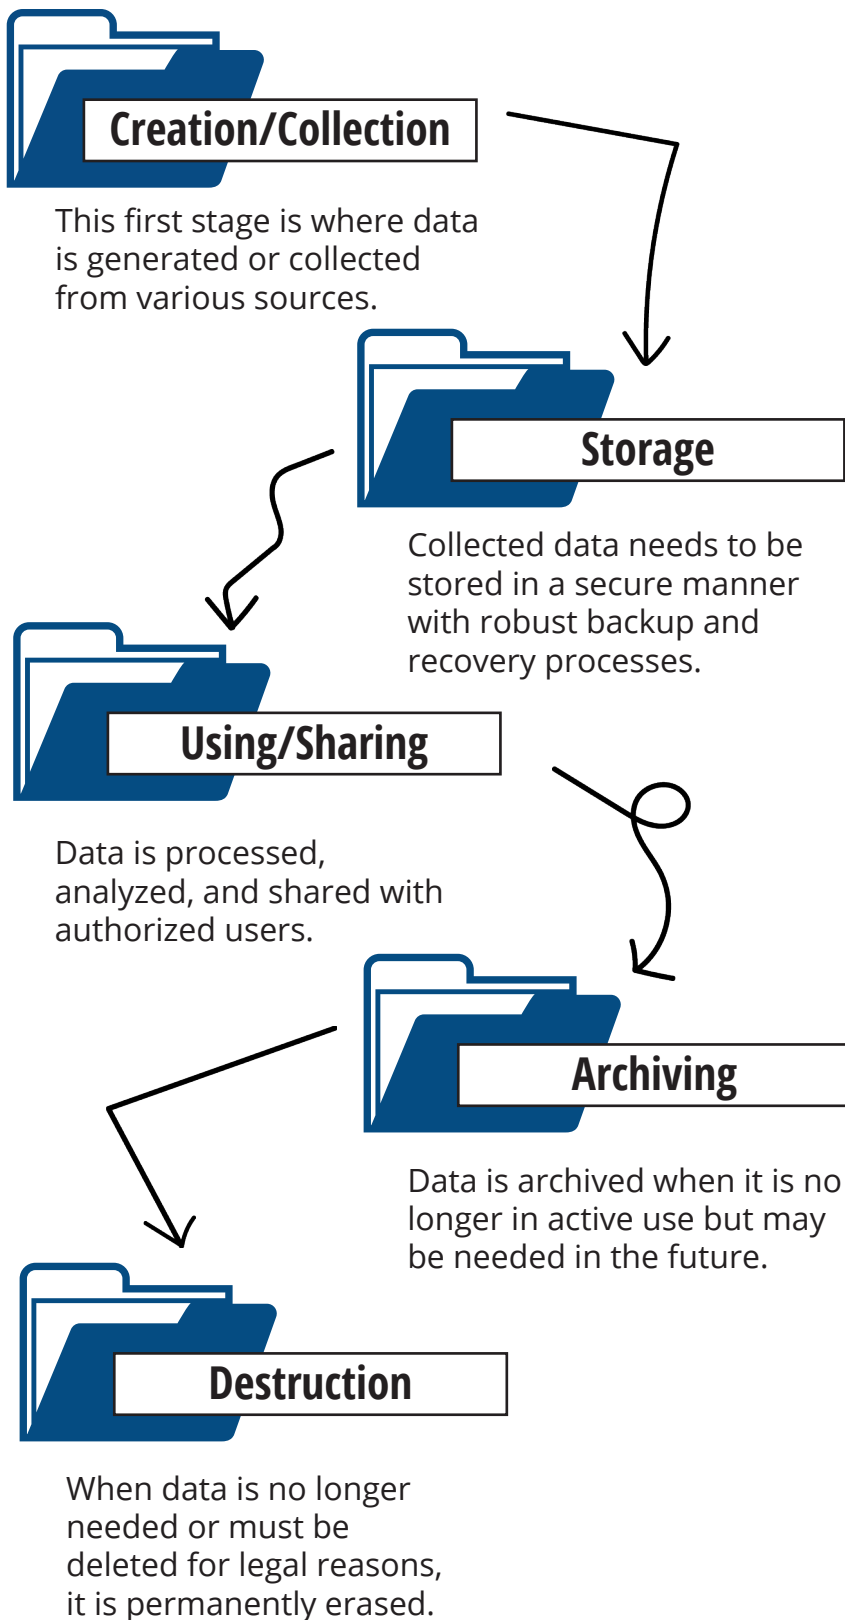 Creation/Collection
This first stage is where data
is generated or collected
from various sources.
Storage
Collected data needs to be
stored in a secure manner
with robust backup and
recovery processes.
Using/Sharing
Data is processed,
analyzed, and shared with
authorized users.
Archiving
Data is archived when it is no
longer in active use but may
be needed in the future.
Destruction
When data is no longer
needed or must be
deleted for legal reasons,
it is permanently erased.